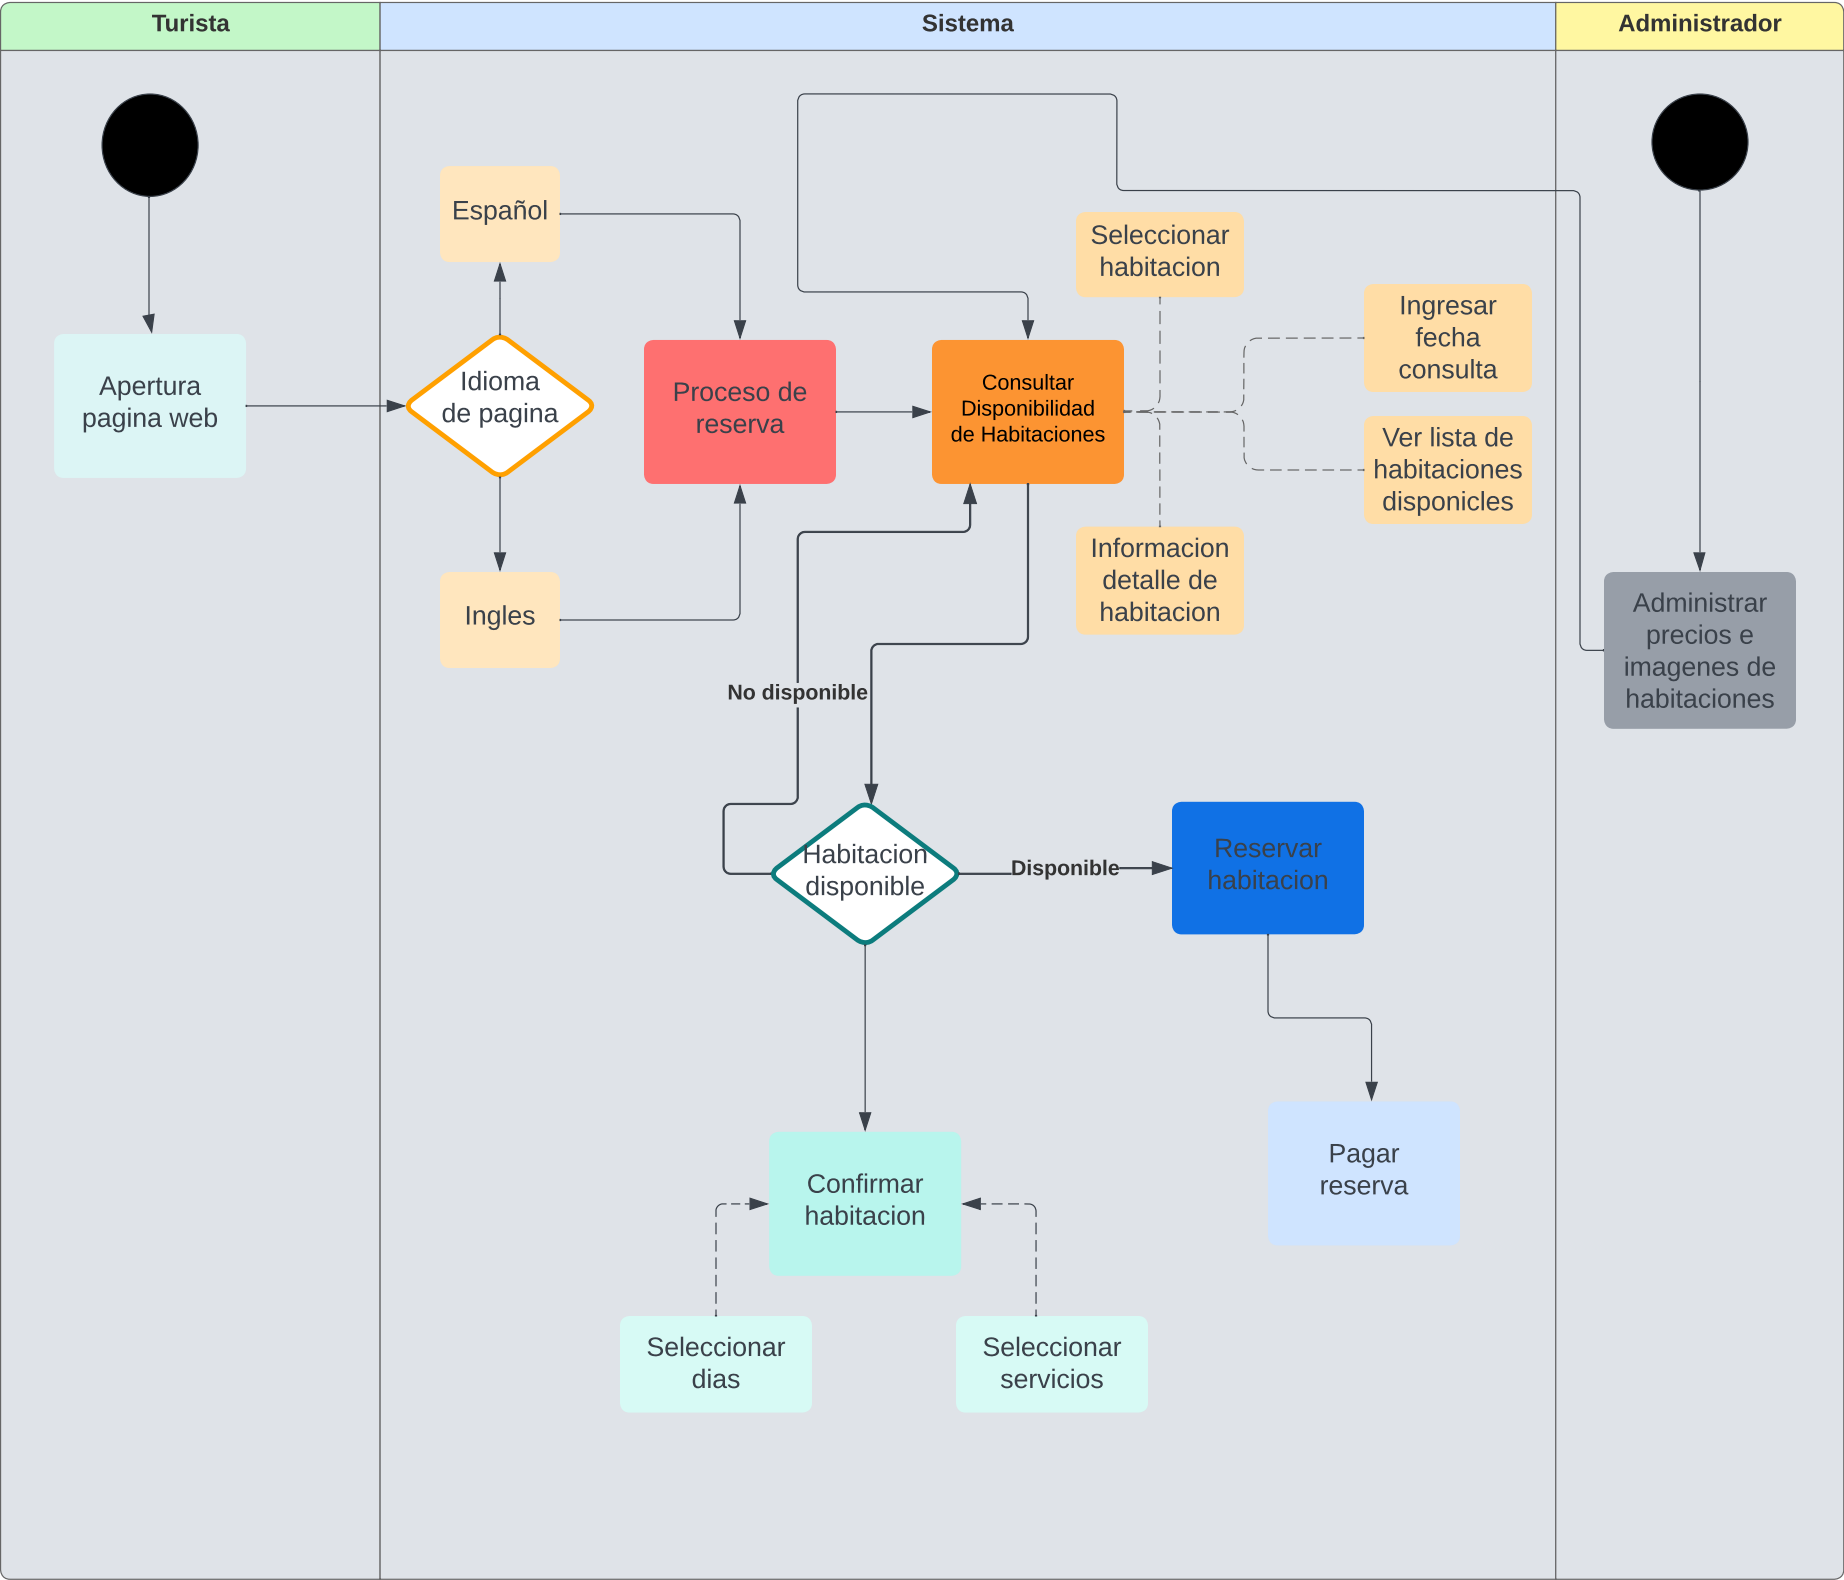 Turista
Sistema
Administrador
Español
Seleccionar
habitacion
Ingresar
fecha
consulta
Apertura
pagina web
Idioma
de pagina
Proceso de
reserva
Consultar
Disponibilidad
de Habitaciones
Ver lista de
habitaciones
disponicles
Informacion
detalle de
habitacion
Ingles
Administrar
precios e
imagenes de
habitaciones
No disponible
Habitacion
disponible
Disponible
Reservar
habitacion
Pagar
reserva
Confirmar
habitacion
Seleccionar
dias
Seleccionar
servicios